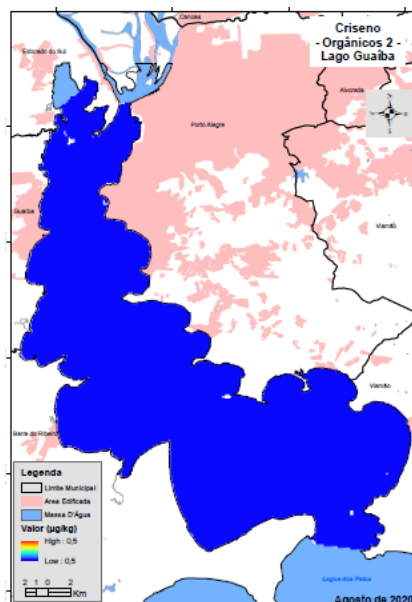 Criseno
- Orgânicos 2 -
Lago Guaíba
Canoas
Eldorado do Sul
Alvorada
Porto Alegre
Guaíba
Viamão
Viamão
Barra do Ribeiro
Legenda
Limite Municipal
Área Edificada
Massa D'Água
Valor (µg/kg)
High : 0,5
Low : 0,5
2 1 0 2
Km
Lagoa dos Patos
Agosto de 2020